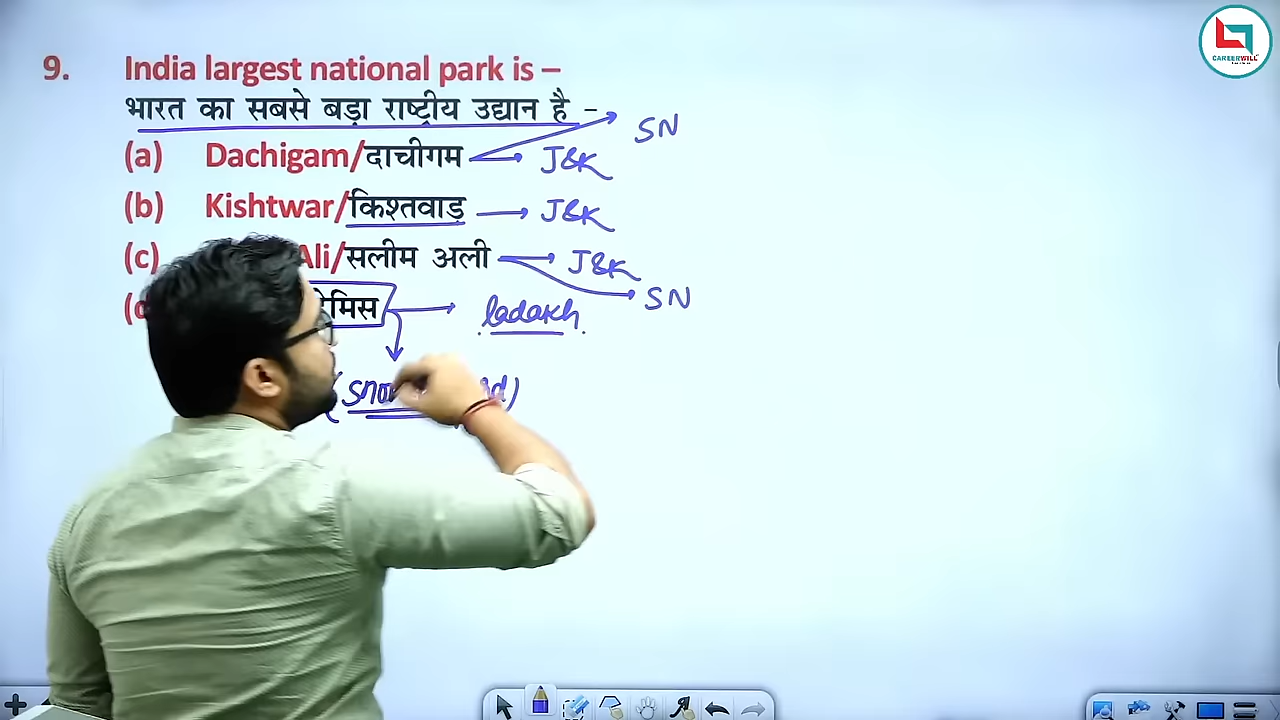 CAREERWILL
9. India largest national park is –
भारत का सबसे बड़ा राष्ट्रीय उद्यान है -
SN
(a) Dachigam/दाचीगम J&K
(b) Kishtwar/किश्तवाड़ J&K
(c) Ali/सलीम अली J&K
SN
ladakh